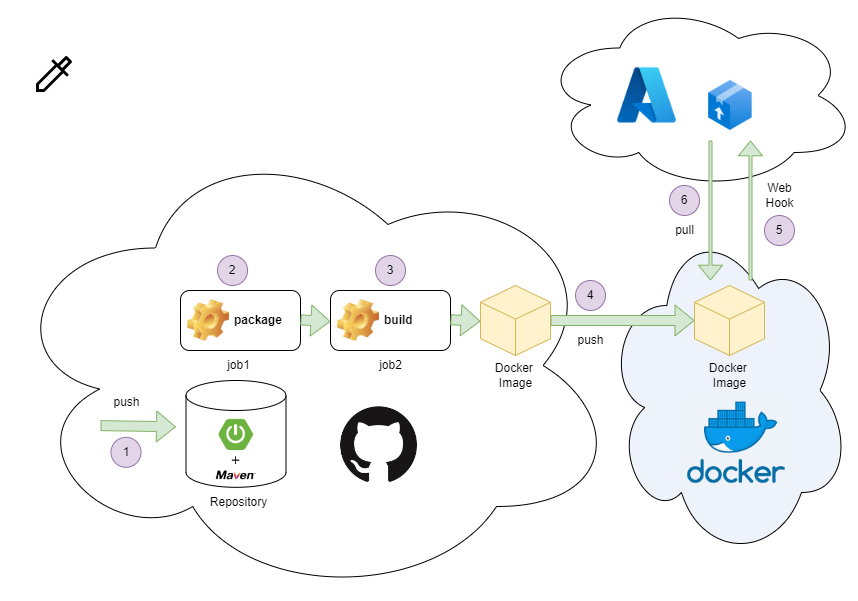 6
Web
Hook
pull
5
2
3
4
package
build
push
job1
job2
Docker
Image
Docker
Image
push
1
+
Maven
Repository
docker